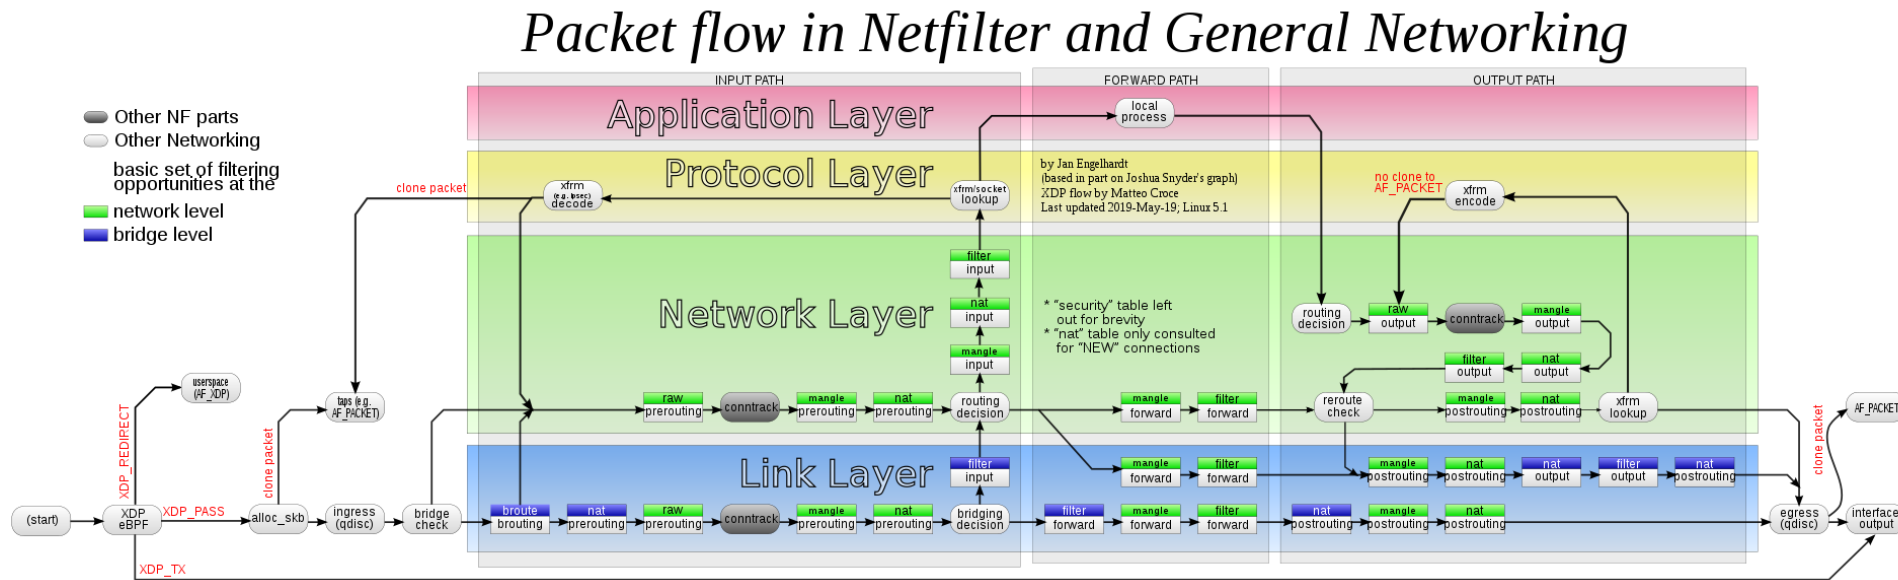 Packet flow in Netfilter and General Networking
INPUT PATH
FORWARD PATH
OUTPUT PATH
Other NF parts
Other Networking
basic set of filtering
opportunities at the
network level
bridge level
Application Layer
local
process
Protocol Layer
by Jan Engelhardt
(based in part on Joshua Snyder's graph)
XDP flow by Matteo Croce
Last updated 2019-May-19; Linux 5.1
clone packet
xfrm
(e.g. ipsec)
decode
xfrm/socket
lookup
no clone to
AF_PACKET
xfrm
encode
Network Layer
filter
input
nat
input
mangle
input
* "security" table left
out for brevity
* "nat" table only consulted
for "NEW" connections
routing
decision
raw
output
conntrack
mangle
output
filter
output
nat
output
userspace
(AF_XDP)
taps (e.g.
AF_PACKET)
raw
prerouting
conntrack
mangle
prerouting
nat
prerouting
routing
decision
mangle
forward
filter
forward
reroute
check
mangle
postrouting
nat
postrouting
xfrm
lookup
AF_PACKET
XDP_REDIRECT
clone packet
clone packet
Link Layer
filter
input
mangle
forward
filter
forward
mangle
postrouting
nat
postrouting
nat
output
filter
output
nat
postrouting
(start)
XDP
eBPF
XDP_PASS
alloc_skb
ingress
(qdisc)
bridge
check
broute
brouting
nat
prerouting
raw
prerouting
conntrack
mangle
prerouting
nat
prerouting
bridging
decision
filter
forward
mangle
forward
filter
forward
nat
postrouting
mangle
postrouting
nat
postrouting
egress
(qdisc)
interface
output
XDP_TX